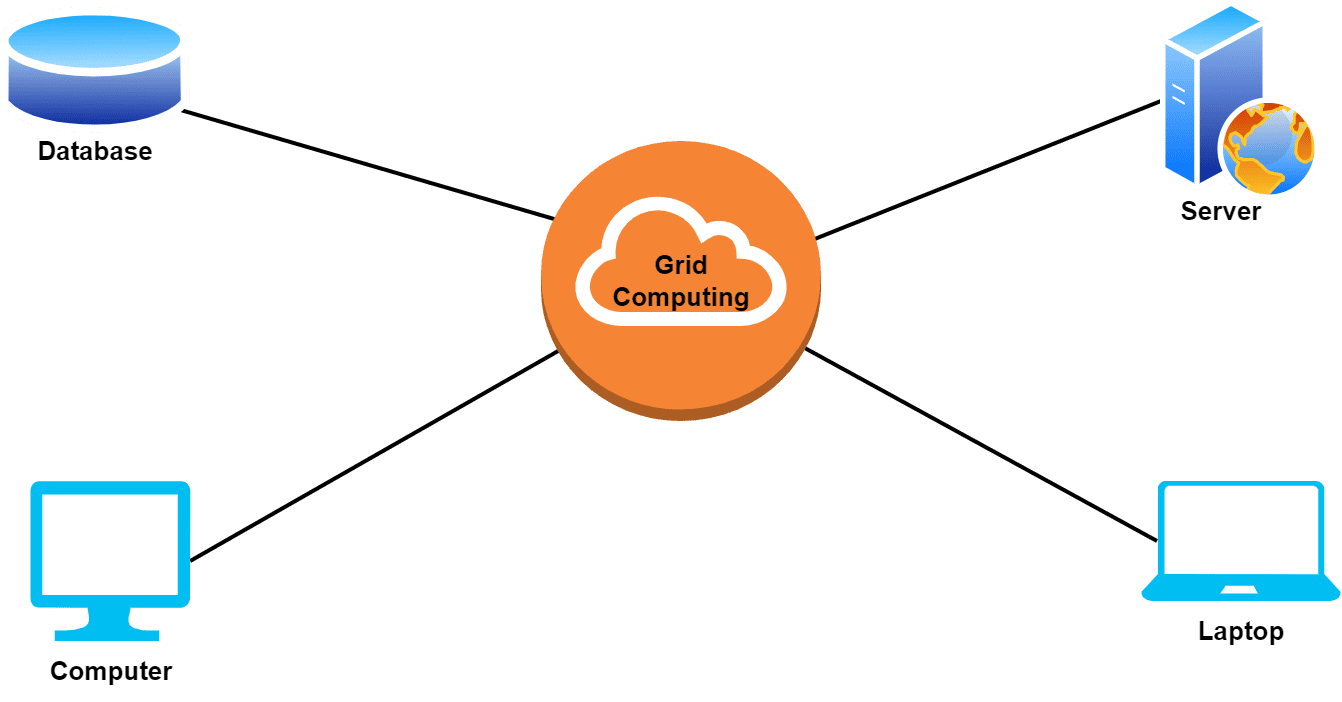 Database
Server
Grid
Computing
Computer
Laptop